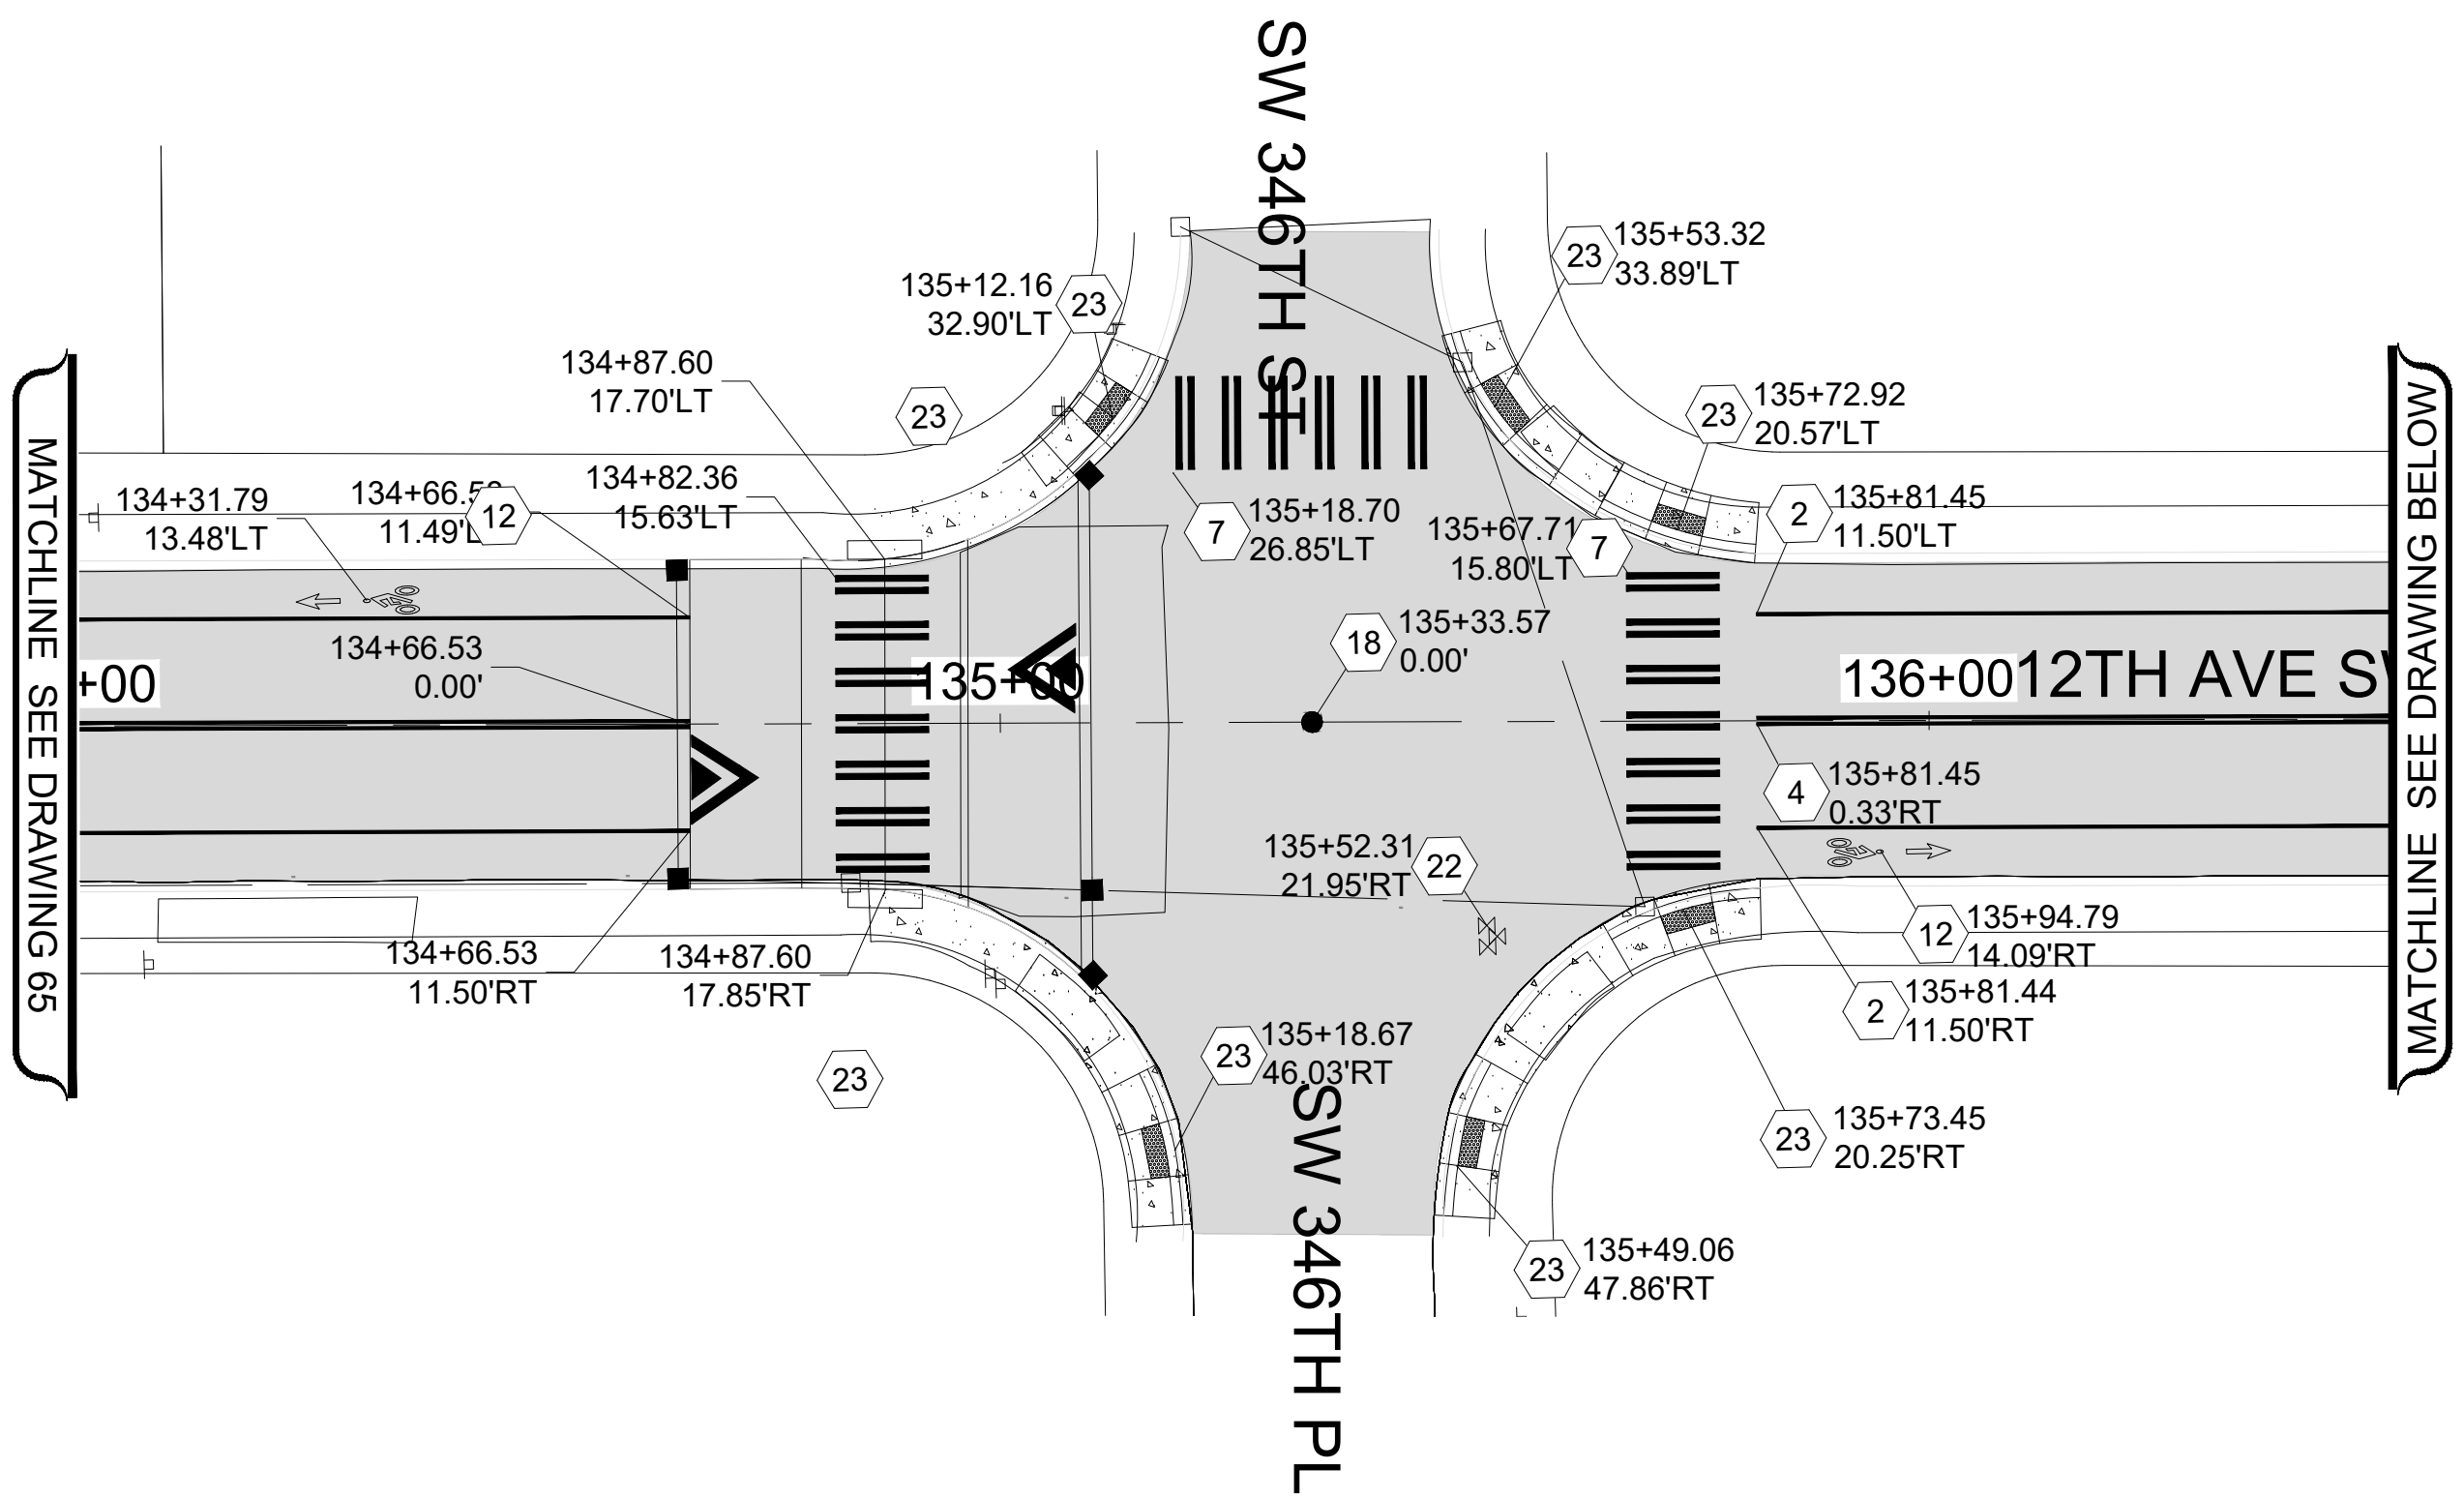 SW 346TH ST
135+53.32
23
33.89'LT
135+12.16
23
32.90'LT
134+87.60
17.70'LT
23
135+72.92
23
20.57'LT
134+82.36
15.63'LT
134+66.5
12
11.49'L
134+31.79
13.48'LT
135+18.70
7
26.85'LT
135+67.71
7
15.80'LT
135+81.45
2
11.50'LT
135+33.57
18
0.00'
134+66.53
0.00'
+00
135+00
136+00
12TH AVE S
135+81.45
4
0.33'RT
135+52.31
22
21.95'RT
135+94.79
12
14.09'RT
134+66.53
11.50'RT
134+87.60
17.85'RT
135+81.44
2
11.50'RT
135+18.67
23
46.03'RT
23
135+73.45
23
20.25'RT
135+49.06
23
47.86'RT
SW 346TH PL
MATCHLINE SEE DRAWING 65
MATCHLINE SEE DRAWING BELOW